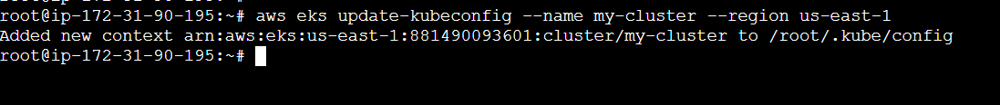 root@ip-172-31-90-195:~# aws eks update-kubeconfig --name my-cluster --region us-east-1
Added new context arn:aws:eks:us-east-1:881490093601:cluster/my-cluster to /root/.kube/config
root@ip-172-31-90-195:~#